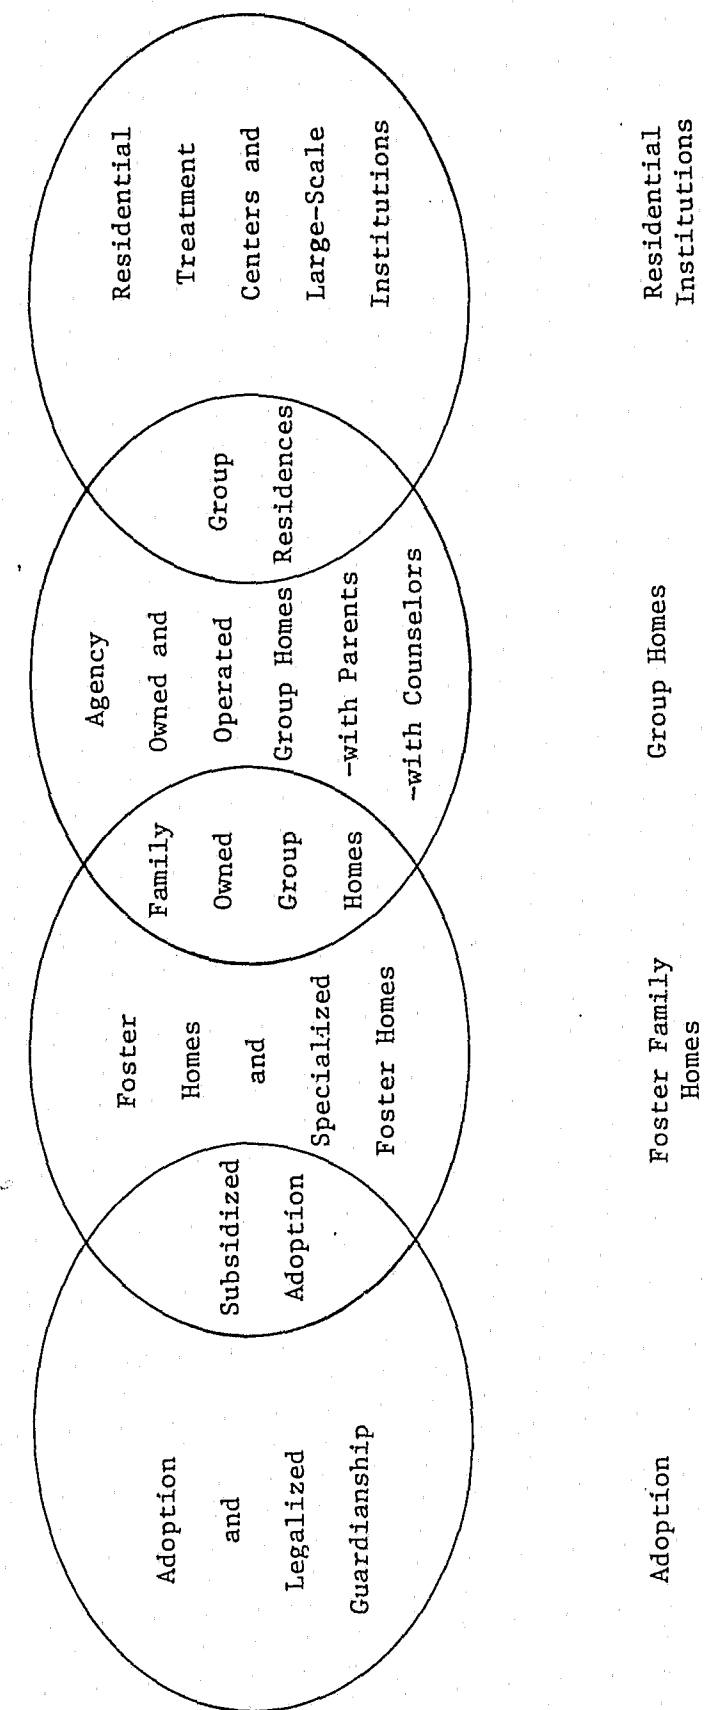 Adoption
and
Legalized
Guardianship
Subsidized
Adoption
Foster
Homes
and
Specialized
Foster Homes
Family
Owned
Group
Homes
Agency
Owned and
Operated
Group Homes
-with Parents
-with Counselors
Group
Residences
Residential
Treatment
Centers and
Large-Scale
Institutions
Adoption
Foster Family
Homes
Group Homes
Residential
Institutions